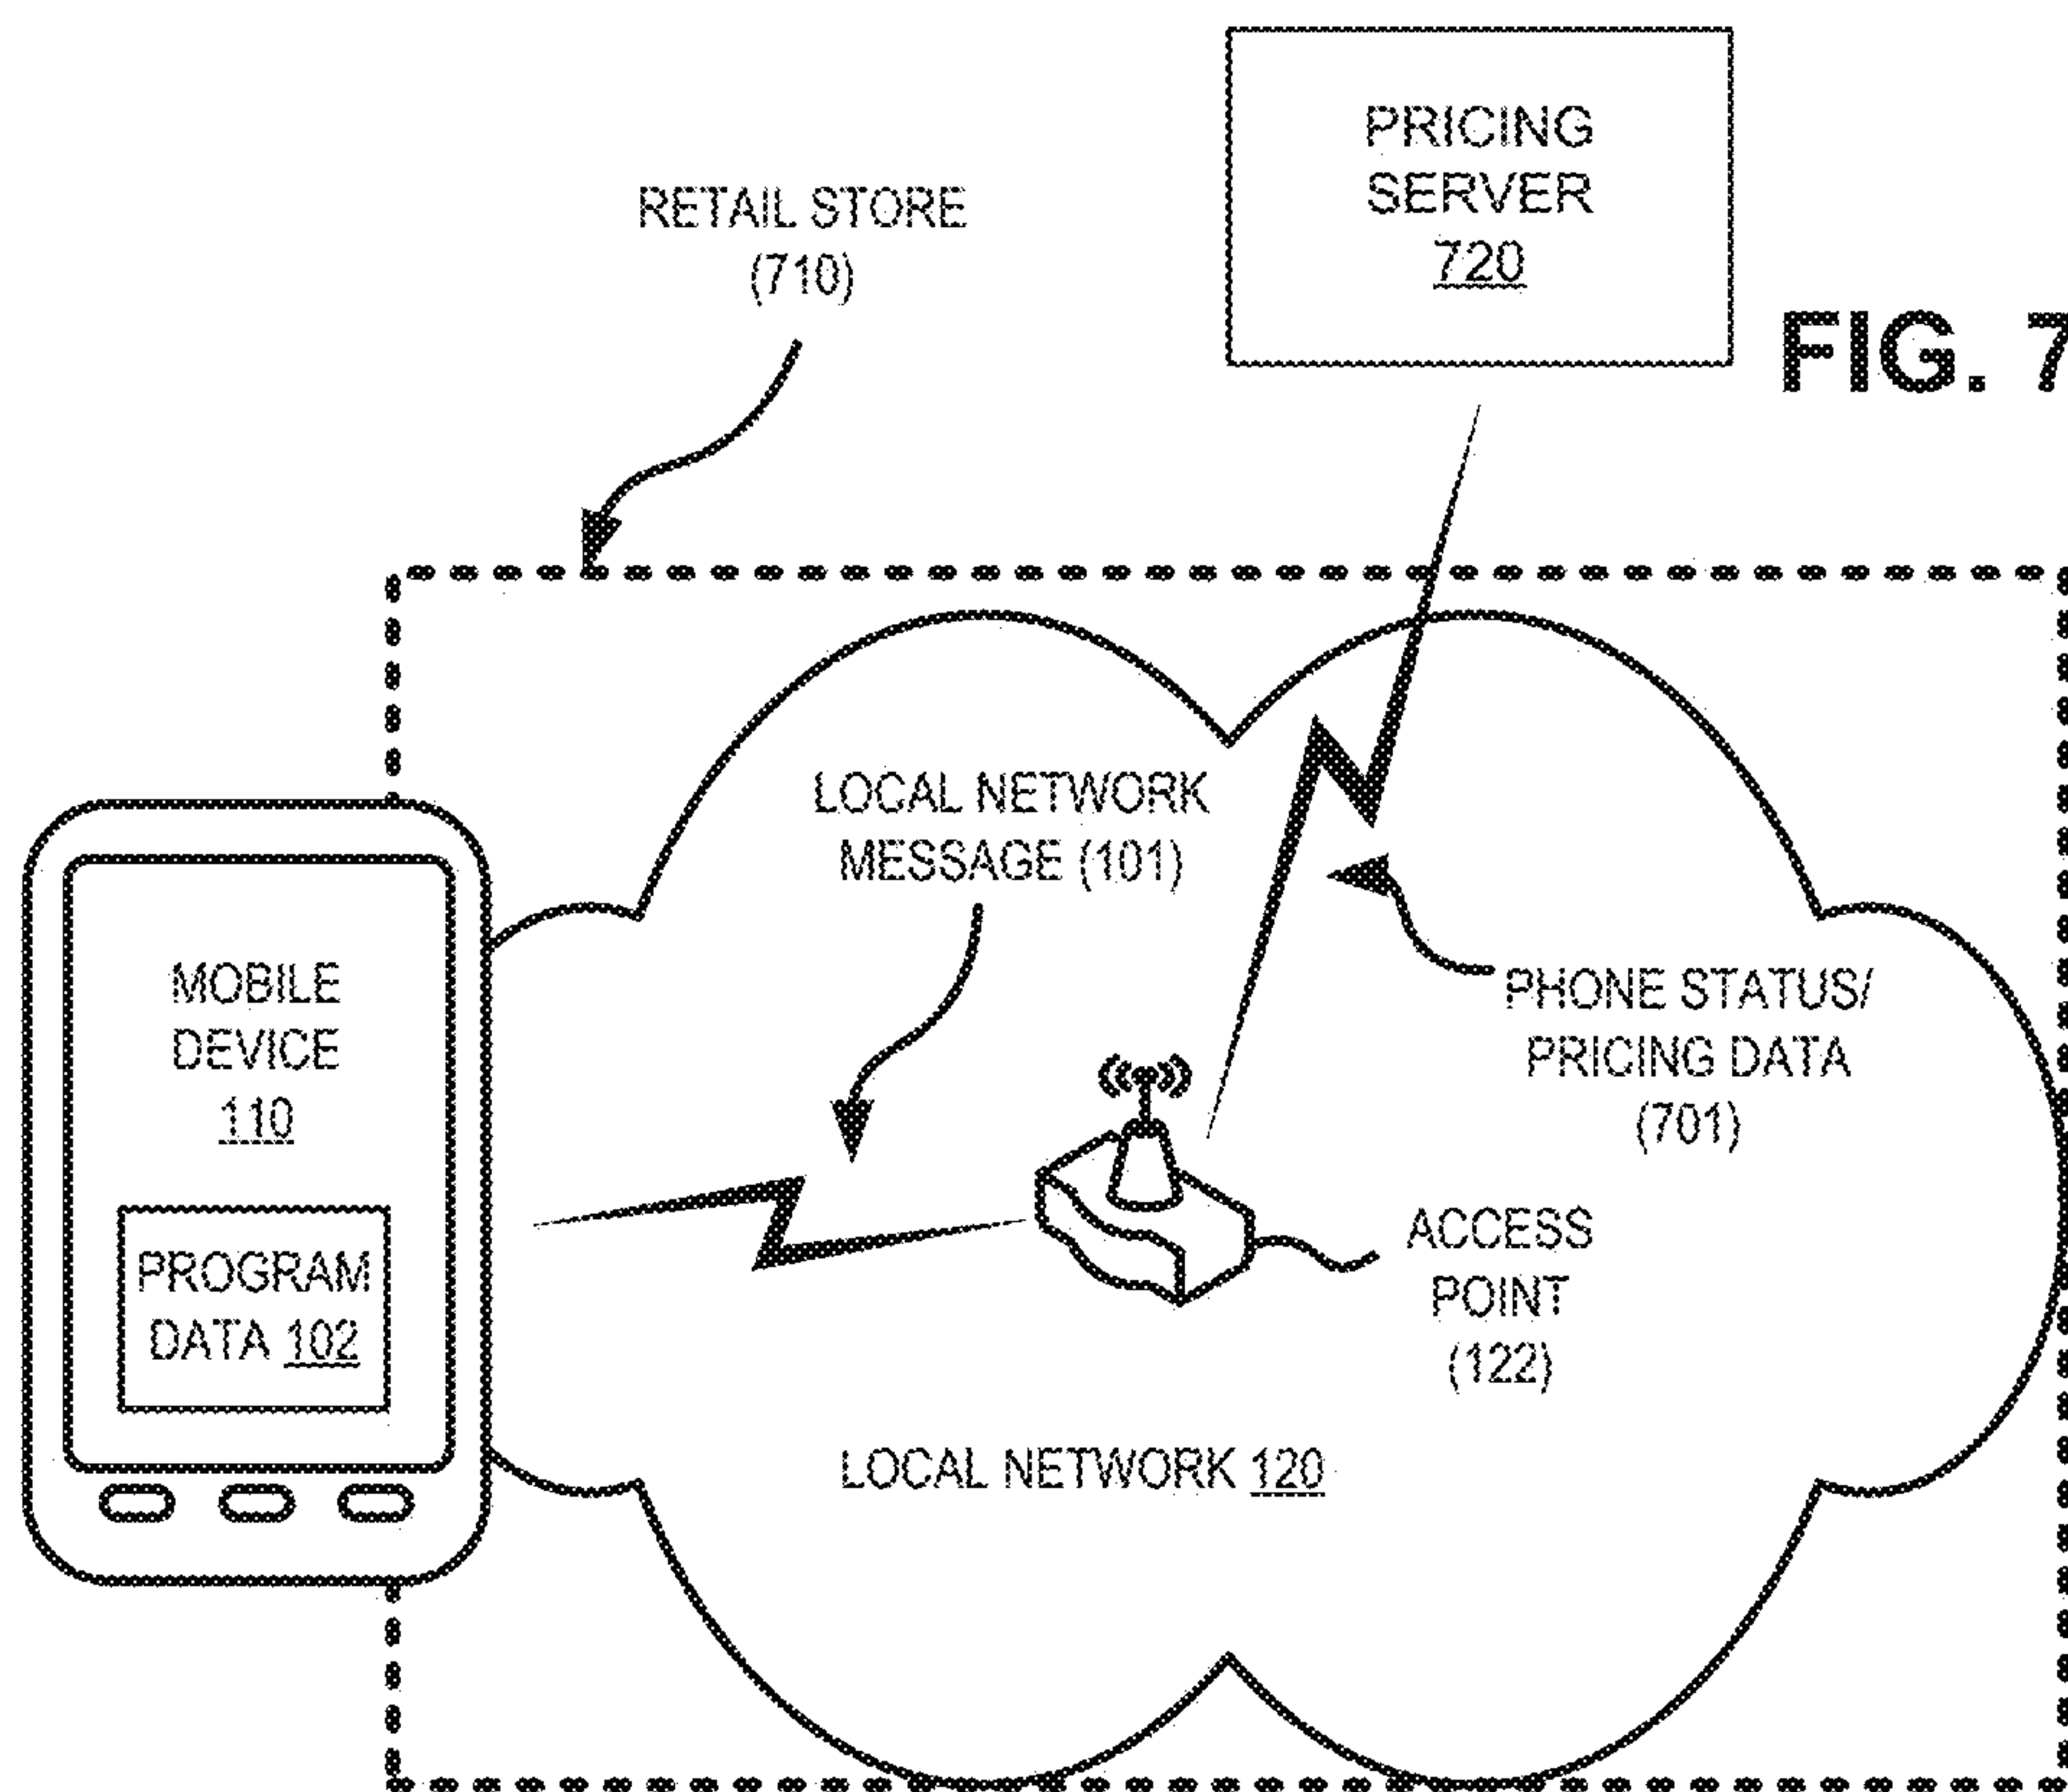 PRICING
SERVER
720
RETAIL STORE
(710)
FIG. 7
LOCAL NETWORK
MESSAGE (101)
MOBILE
DEVICE
110
PHONE STATUS/
PRICING DATA
(701)
PROGRAM
DATA 102
ACCESS
POINT
(122)
LOCAL NETWORK 120